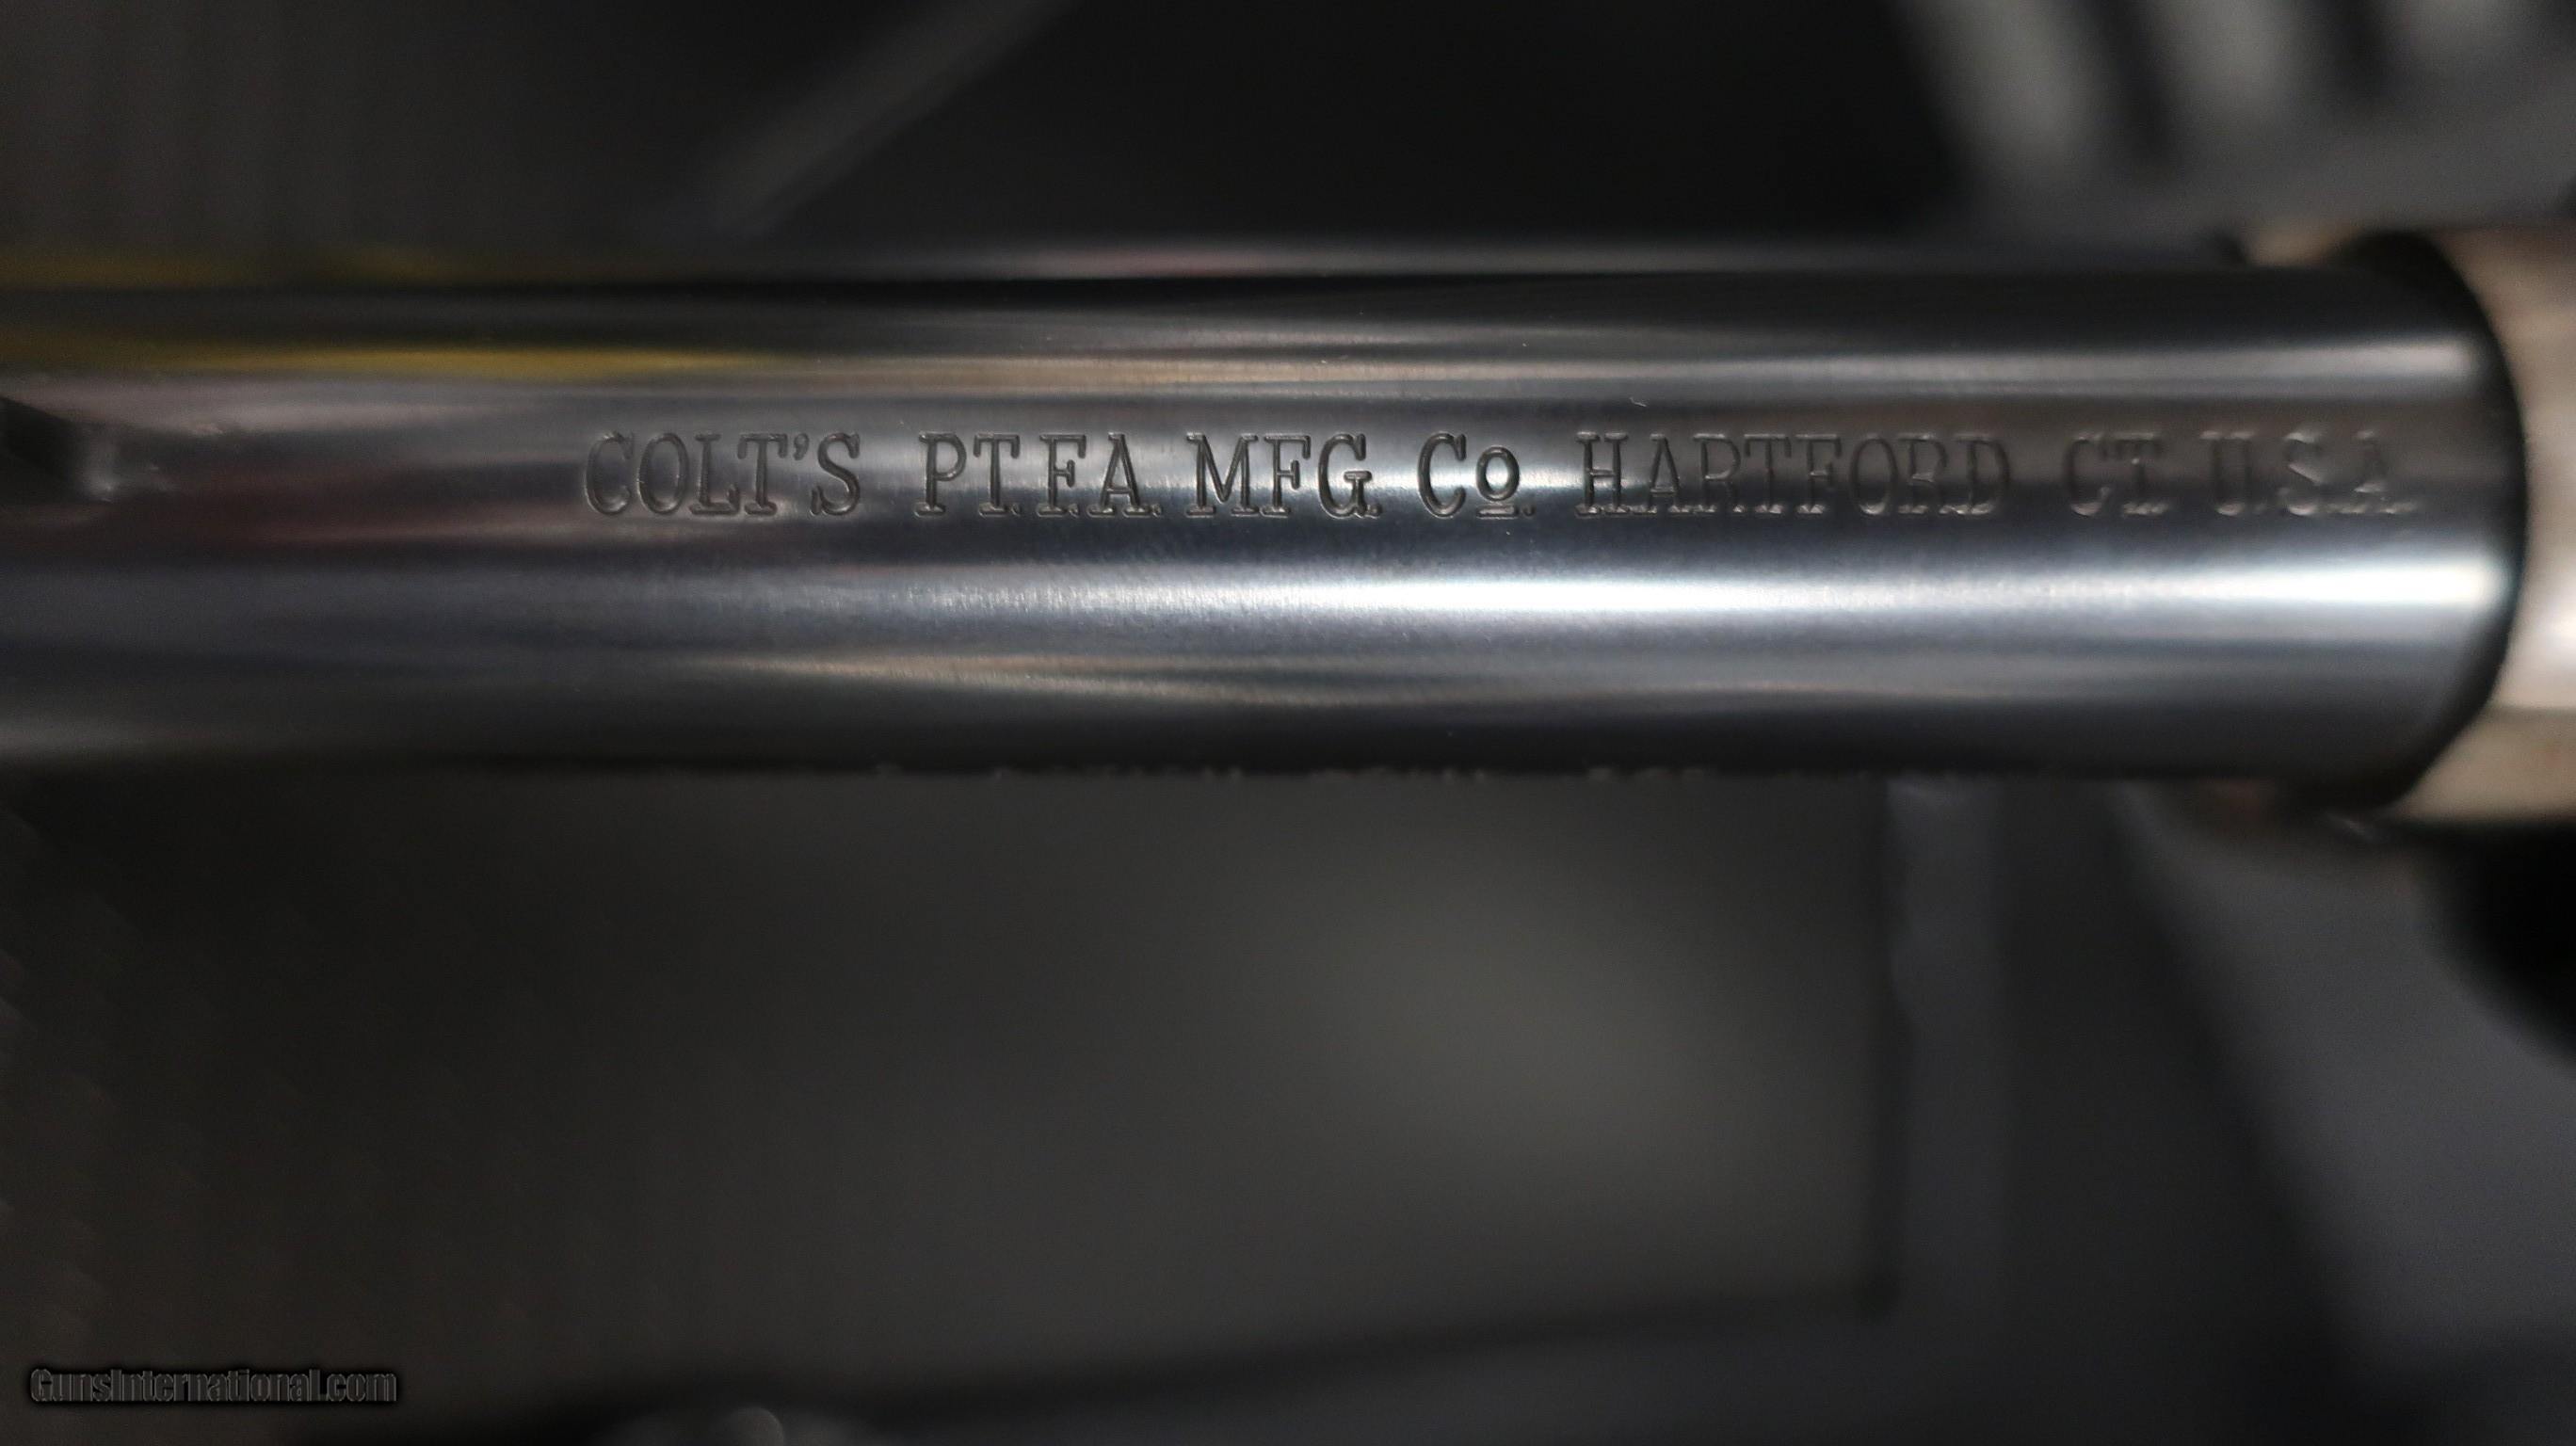 COLT'S PT.F.A. MFG. Co. HARTFORD CT. U.S.A.
GunsInternational.com